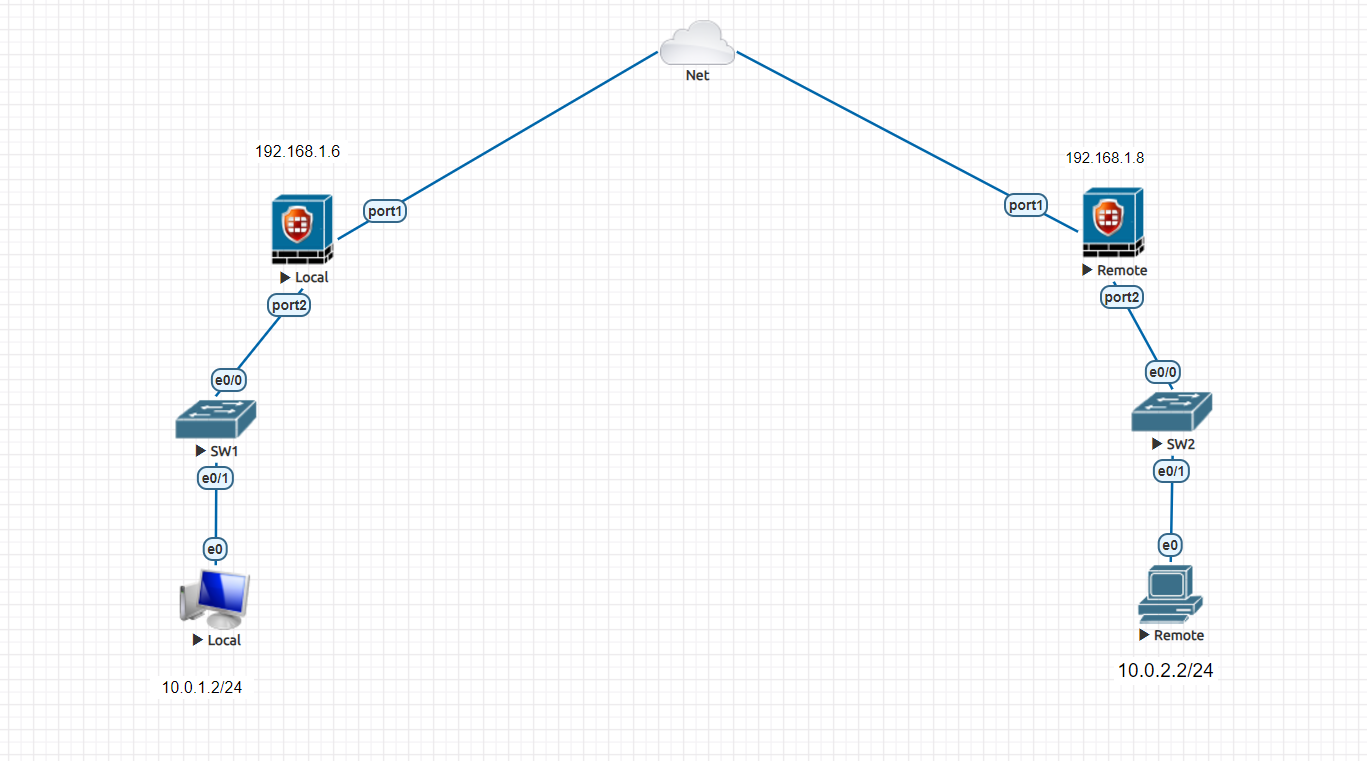 Net
192.168.1.6
192.168.1.8
port1
port1
Local
Remote
port2
port2
e0/0
e0/0
SW1
SW2
e0/1
e0/1
e0
e0
Local
Remote
10.0.1.2/24
10.0.2.2/24